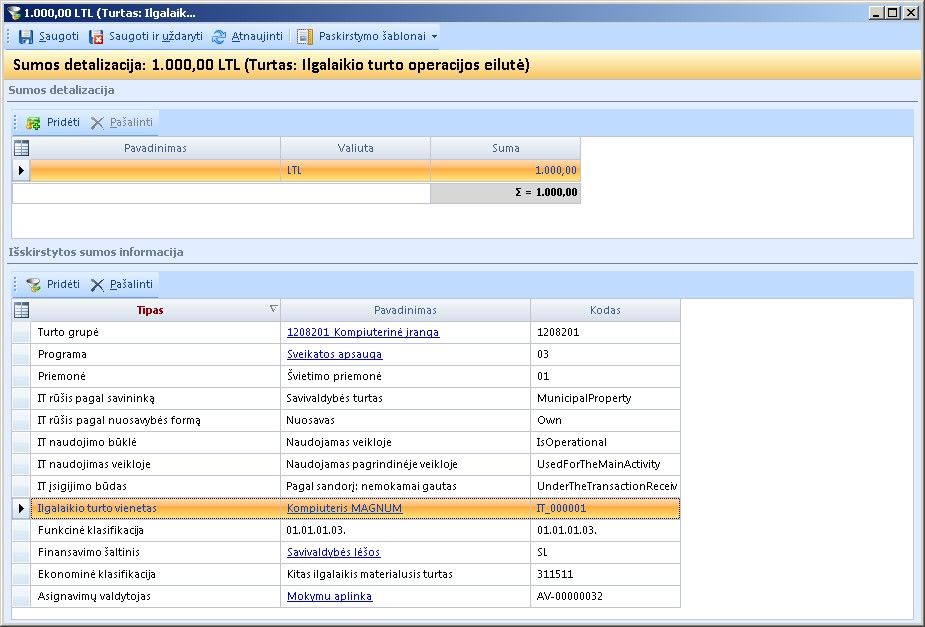 1.000,00 LTL (Turtas: Ilgalaik...
Saugoti Saugoti ir uždaryti Atnaujinti Paskirstymo šablonai
Sumos detalizacija: 1.000,00 LTL (Turtas: Ilgalaikio turto operacijos eilutė)
Sumos detalizacija
Pridėti Pašalinti
Pavadinimas Valiuta Suma
LTL 1.000,00
Σ = 1.000,00
Išskirstytos sumos informacija
Pridėti Pašalinti
Tipas Pavadinimas Kodas
Turto grupė 1208201 Kompiuterinė įranga 1208201
Programa Sveikatos apsauga 03
Priemonė Švietimo priemonė 01
IT rūšis pagal savininką Savivaldybės turtas MunicipalProperty
IT rūšis pagal nuosavybės formą Nuosavas Own
IT naudojimo būklė Naudojamas veikloje IsOperational
IT naudojimas veikloje Naudojamas pagrindinėje veikloje UsedForTheMainActivity
IT įsigijimo būdas Pagal sandorį: nemokamai gautas UnderTheTransactionReceiv
Ilgalaikio turto vienetas Kompiuteris MAGNUM IT_000001
Funkcinė klasifikacija 01.01.01.03. 01.01.01.03.
Finansavimo šaltinis Savivaldybės lėšos SL
Ekonominė klasifikacija Kitas ilgalaikis materialusis turtas 311511
Asignavimų valdytojas Mokymu aplinka AV-00000032